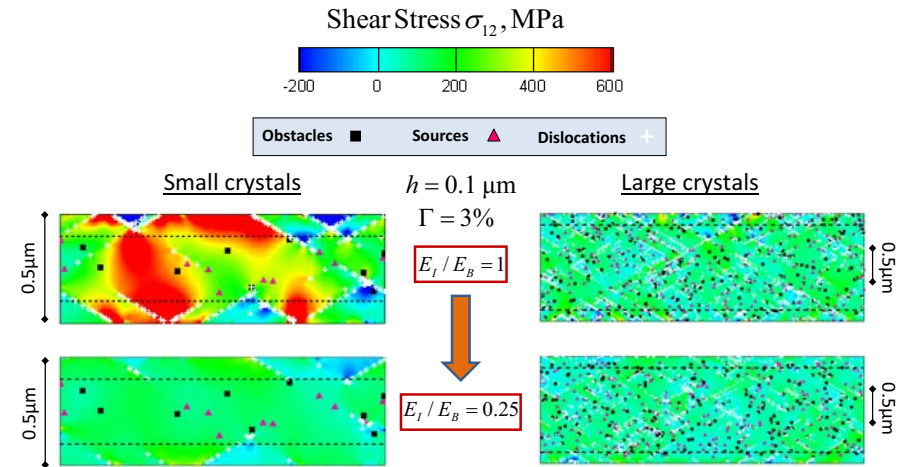 Shear Stress σ₁₂, MPa
-200 0 200 400 600
Obstacles Sources Dislocations
Small crystals
h = 0.1 μm
Large crystals
Γ = 3%
0.5μm
E_I / E_B = 1
0.5μm
0.5μm
E_I / E_B = 0.25
0.5μm